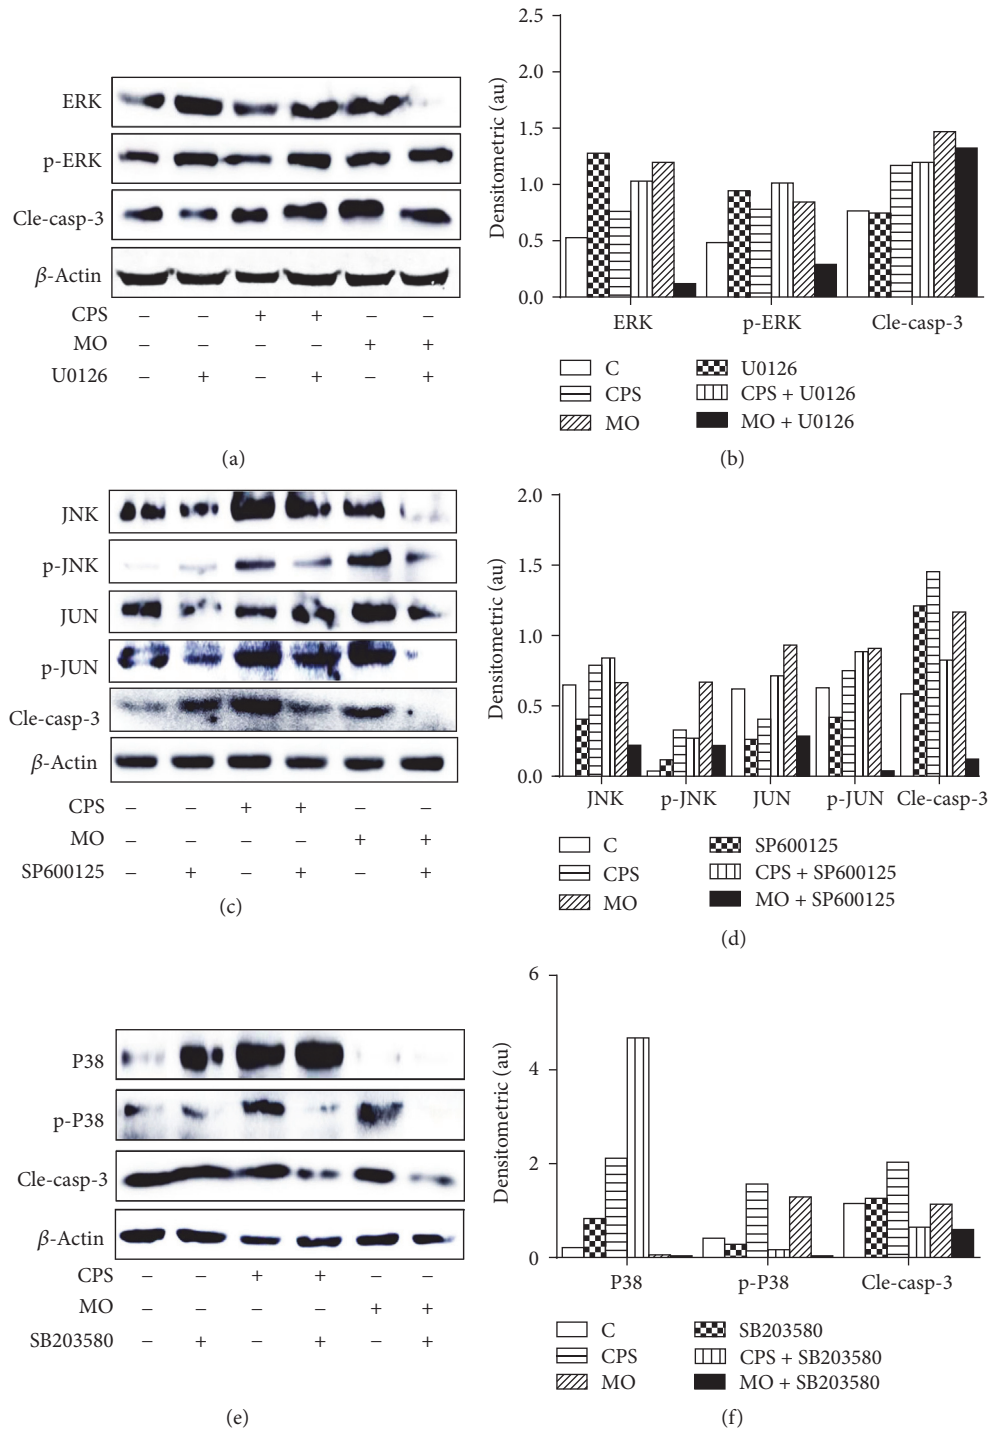 ERK
p-ERK
Cle-casp-3
β-Actin
CPS – – + + – –
MO – – – – + +
U0126 – + – + – +
(a)
Densitometric (au)
2.5
2.0
1.5
1.0
0.5
0.0
ERK p-ERK Cle-casp-3
C U0126
CPS CPS + U0126
MO MO + U0126
(b)
JNK
p-JNK
JUN
p-JUN
Cle-casp-3
β-Actin
CPS – – + + – –
MO – – – – + +
SP600125 – + – + – +
(c)
Densitometric (au)
2.0
1.5
1.0
0.5
0.0
JNK p-JNK JUN p-JUN Cle-casp-3
C SP600125
CPS CPS + SP600125
MO MO + SP600125
(d)
P38
p-P38
Cle-casp-3
β-Actin
CPS – – + + – –
MO – – – – + +
SB203580 – + – + – +
(e)
Densitometric (au)
6
4
2
0
P38 p-P38 Cle-casp-3
C SB203580
CPS CPS + SB203580
MO MO + SB203580
(f)